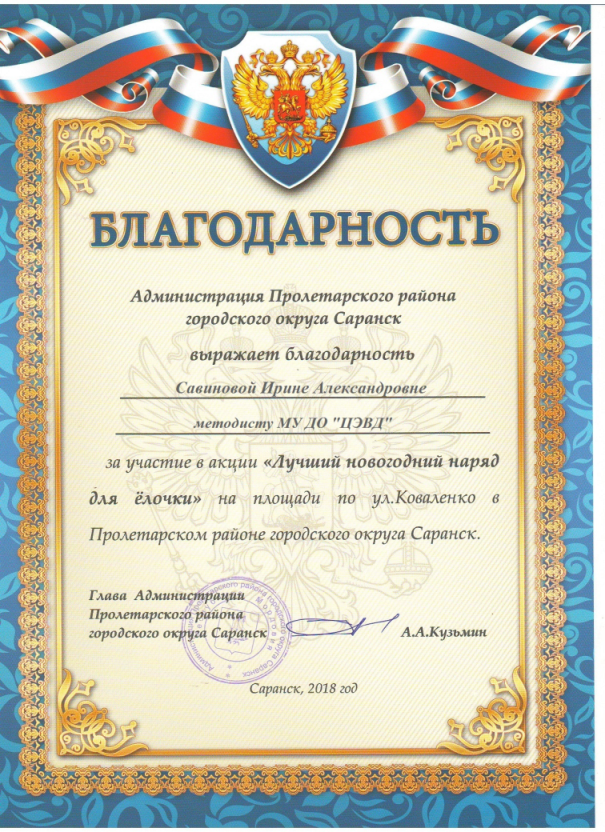 БЛАГОДАРНОСТЬ
Администрация Пролетарского района
городского округа Саранск
выражает благодарность
Савиновой Ирине Александровне
методисту МУ ДО "ЦЭВД"
за участие в акции «Лучший новогодний наряд
для ёлочки» на площади по ул.Коваленко в
Пролетарском районе городского округа Саранск.
Глава Администрации
Пролетарского района
городского округа Саранск
А.А.Кузьмин
Саранск, 2018 год